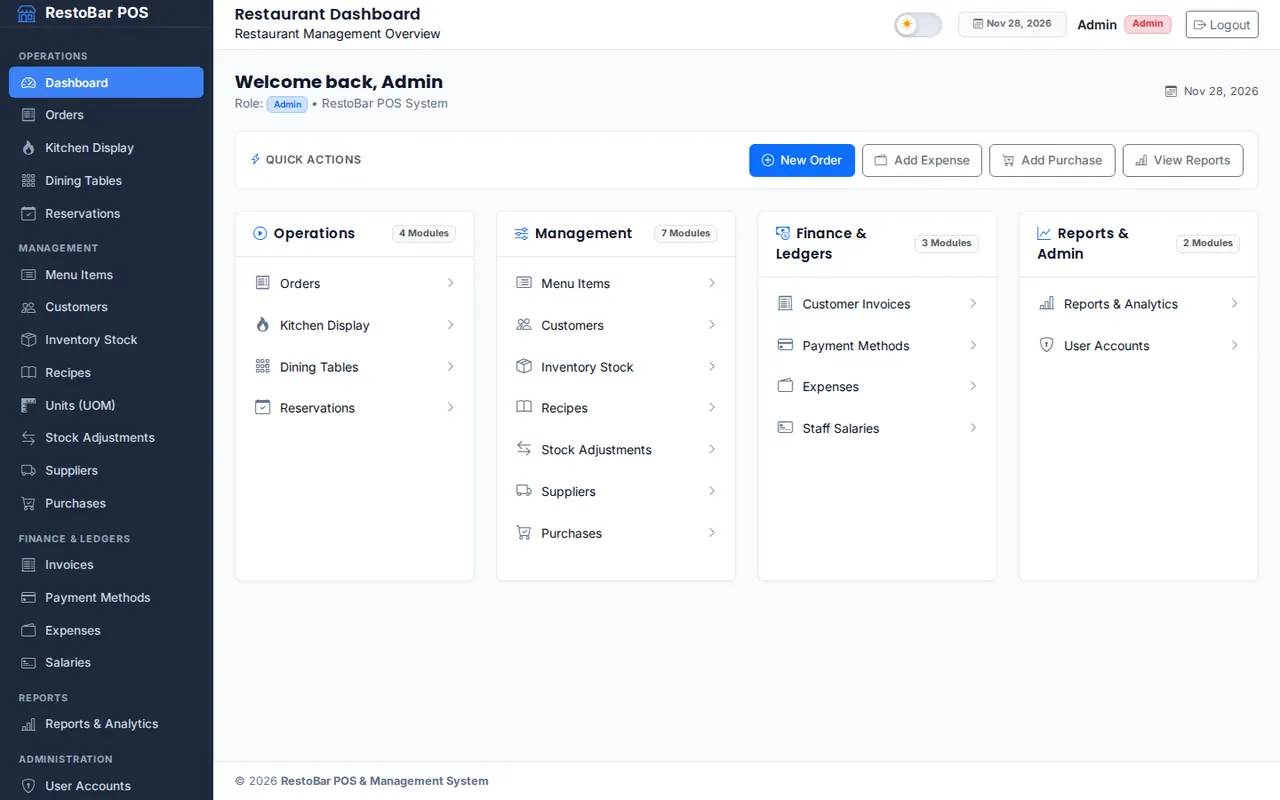 RestoBar POS
OPERATIONS
Dashboard
Orders
Kitchen Display
Dining Tables
Reservations
MANAGEMENT
Menu Items
Customers
Inventory Stock
Recipes
Units (UOM)
Stock Adjustments
Suppliers
Purchases
FINANCE & LEDGERS
Invoices
Payment Methods
Expenses
Salaries
REPORTS
Reports & Analytics
ADMINISTRATION
User Accounts
Restaurant Dashboard
Restaurant Management Overview
Nov 28, 2026
Admin
Admin
Logout
Welcome back, Admin
Role: Admin • RestoBar POS System
Nov 28, 2026
QUICK ACTIONS
New Order
Add Expense
Add Purchase
View Reports
Operations
4 Modules
Orders
Kitchen Display
Dining Tables
Reservations
Management
7 Modules
Menu Items
Customers
Inventory Stock
Recipes
Stock Adjustments
Suppliers
Purchases
Finance &
Ledgers
3 Modules
Customer Invoices
Payment Methods
Expenses
Staff Salaries
Reports &
Admin
2 Modules
Reports & Analytics
User Accounts
© 2026 RestoBar POS & Management System